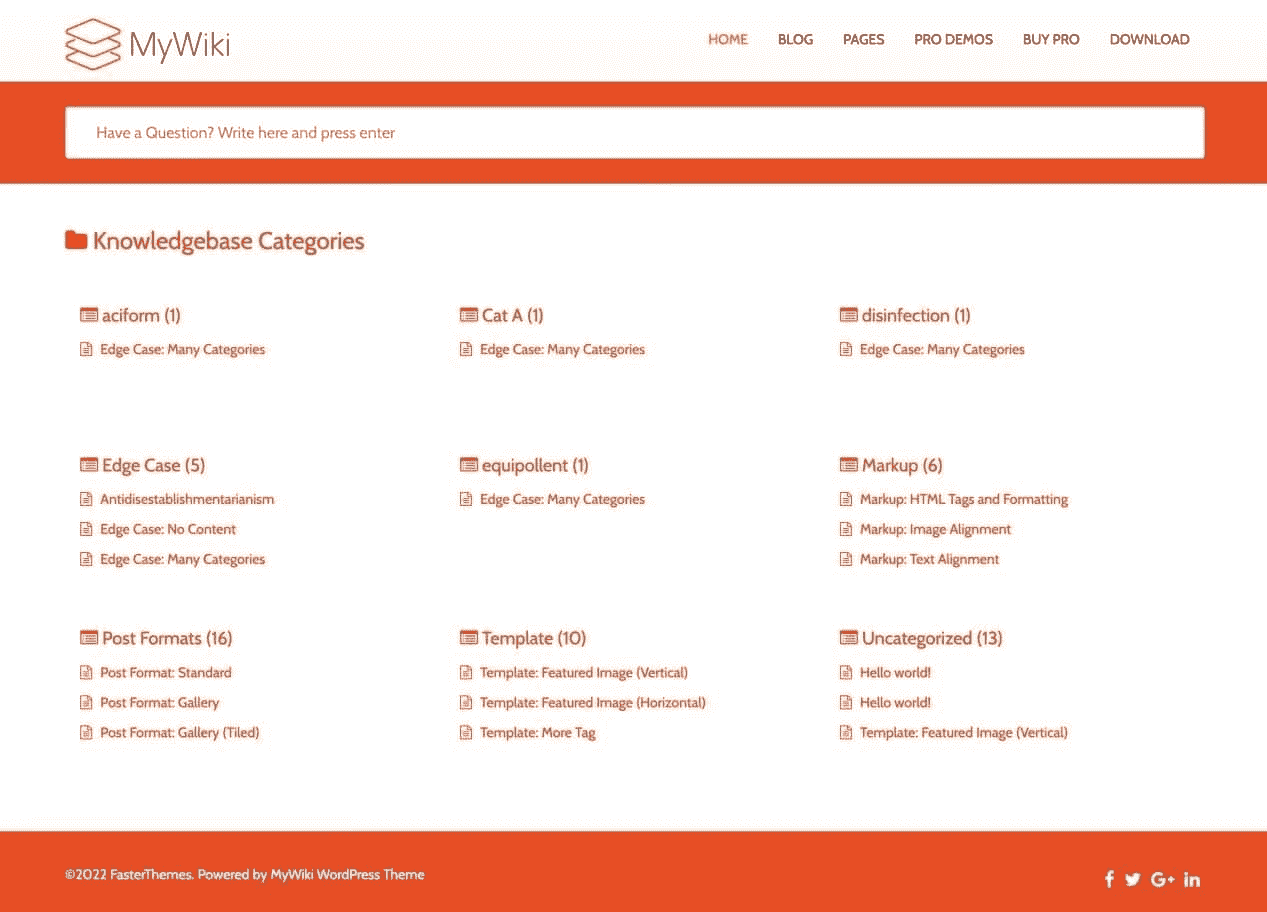 MyWiki
HOME BLOG PAGES PRO DEMOS BUY PRO DOWNLOAD
Have a Question? Write here and press enter
Knowledgebase Categories
aciform (1)
Edge Case: Many Categories
Cat A (1)
Edge Case: Many Categories
disinfection (1)
Edge Case: Many Categories
Edge Case (5)
Antidisestablishmentarianism
Edge Case: No Content
Edge Case: Many Categories
equipollent (1)
Edge Case: Many Categories
Markup (6)
Markup: HTML Tags and Formatting
Markup: Image Alignment
Markup: Text Alignment
Post Formats (16)
Post Format: Standard
Post Format: Gallery
Post Format: Gallery (Tiled)
Template (10)
Template: Featured Image (Vertical)
Template: Featured Image (Horizontal)
Template: More Tag
Uncategorized (13)
Hello world!
Hello world!
Template: Featured Image (Vertical)
©2022 FasterThemes. Powered by MyWiki WordPress Theme